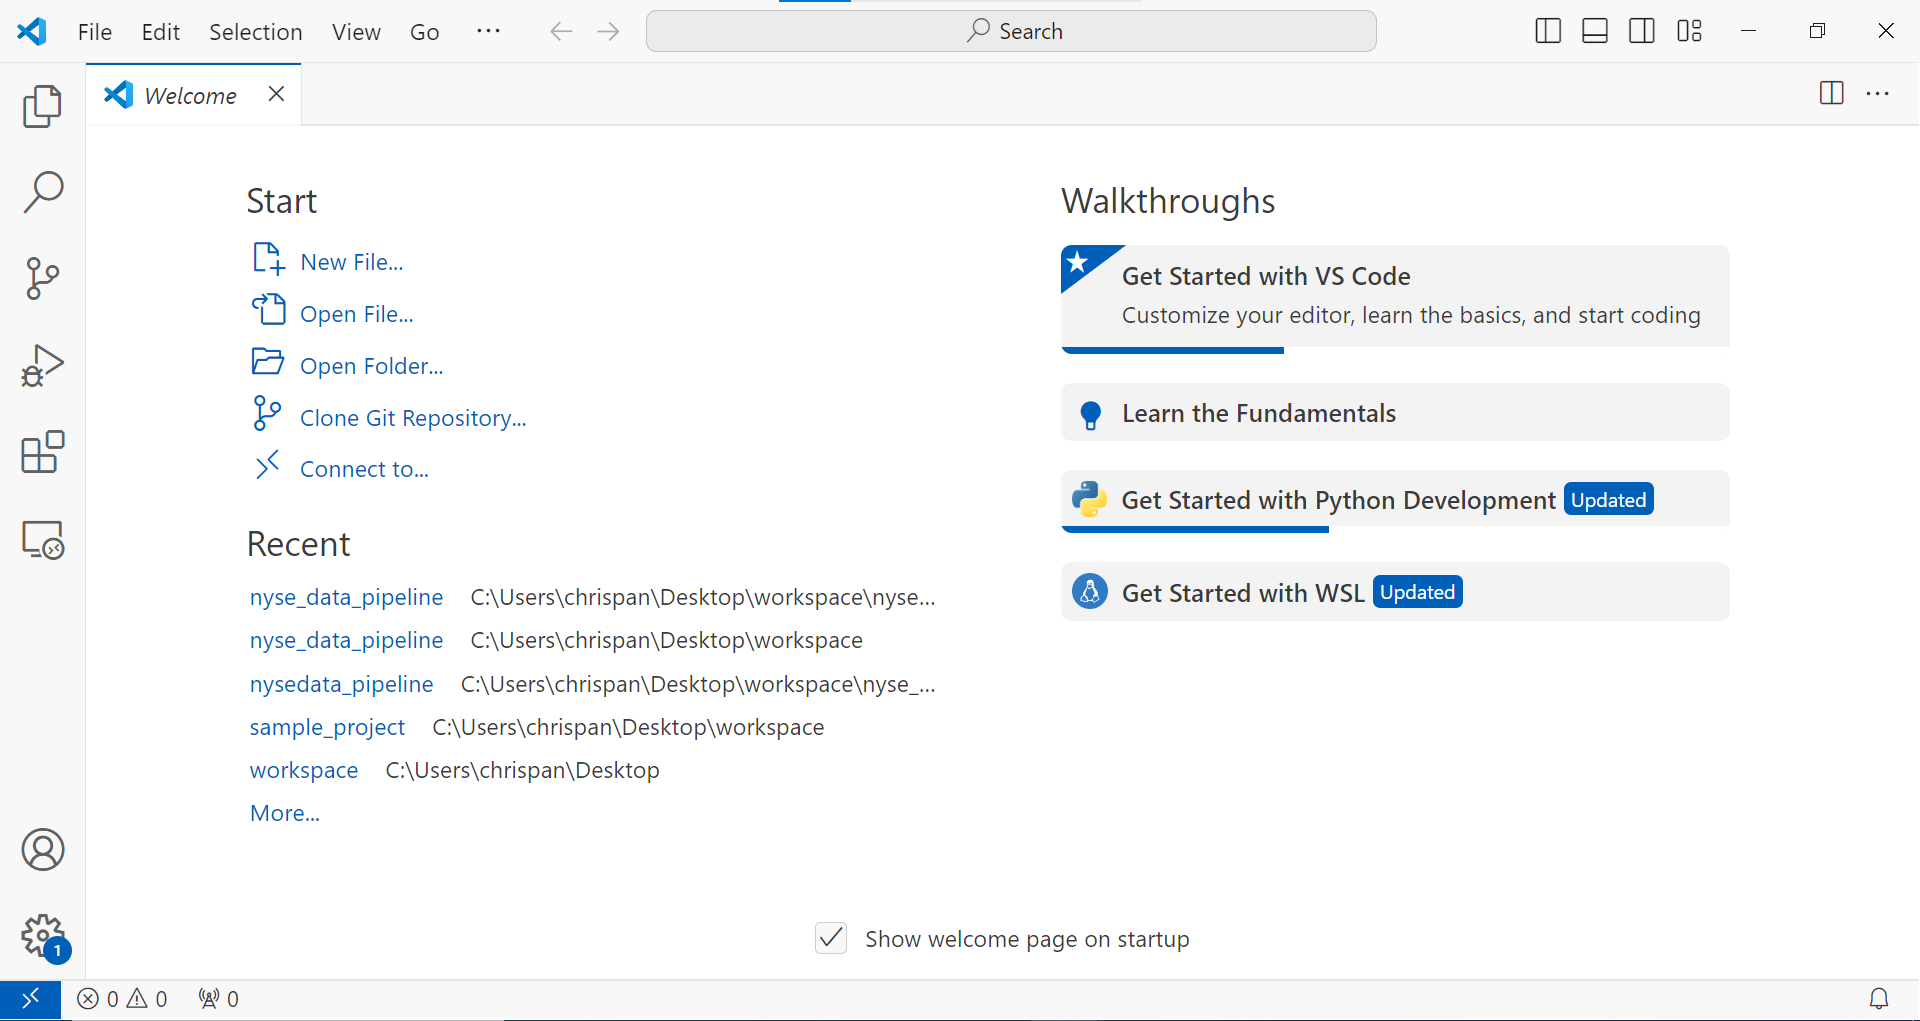 File Edit Selection View Go ··· Search
Welcome
Start
New File...
Open File...
Open Folder...
Clone Git Repository...
Connect to...
Recent
nyse_data_pipeline C:\Users\chrispan\Desktop\workspace\nyse...
nyse_data_pipeline C:\Users\chrispan\Desktop\workspace
nysedata_pipeline C:\Users\chrispan\Desktop\workspace\nyse_...
sample_project C:\Users\chrispan\Desktop\workspace
workspace C:\Users\chrispan\Desktop
More...
Walkthroughs
Get Started with VS Code
Customize your editor, learn the basics, and start coding
Learn the Fundamentals
Get Started with Python Development Updated
Get Started with WSL Updated
Show welcome page on startup
1
0 0 0